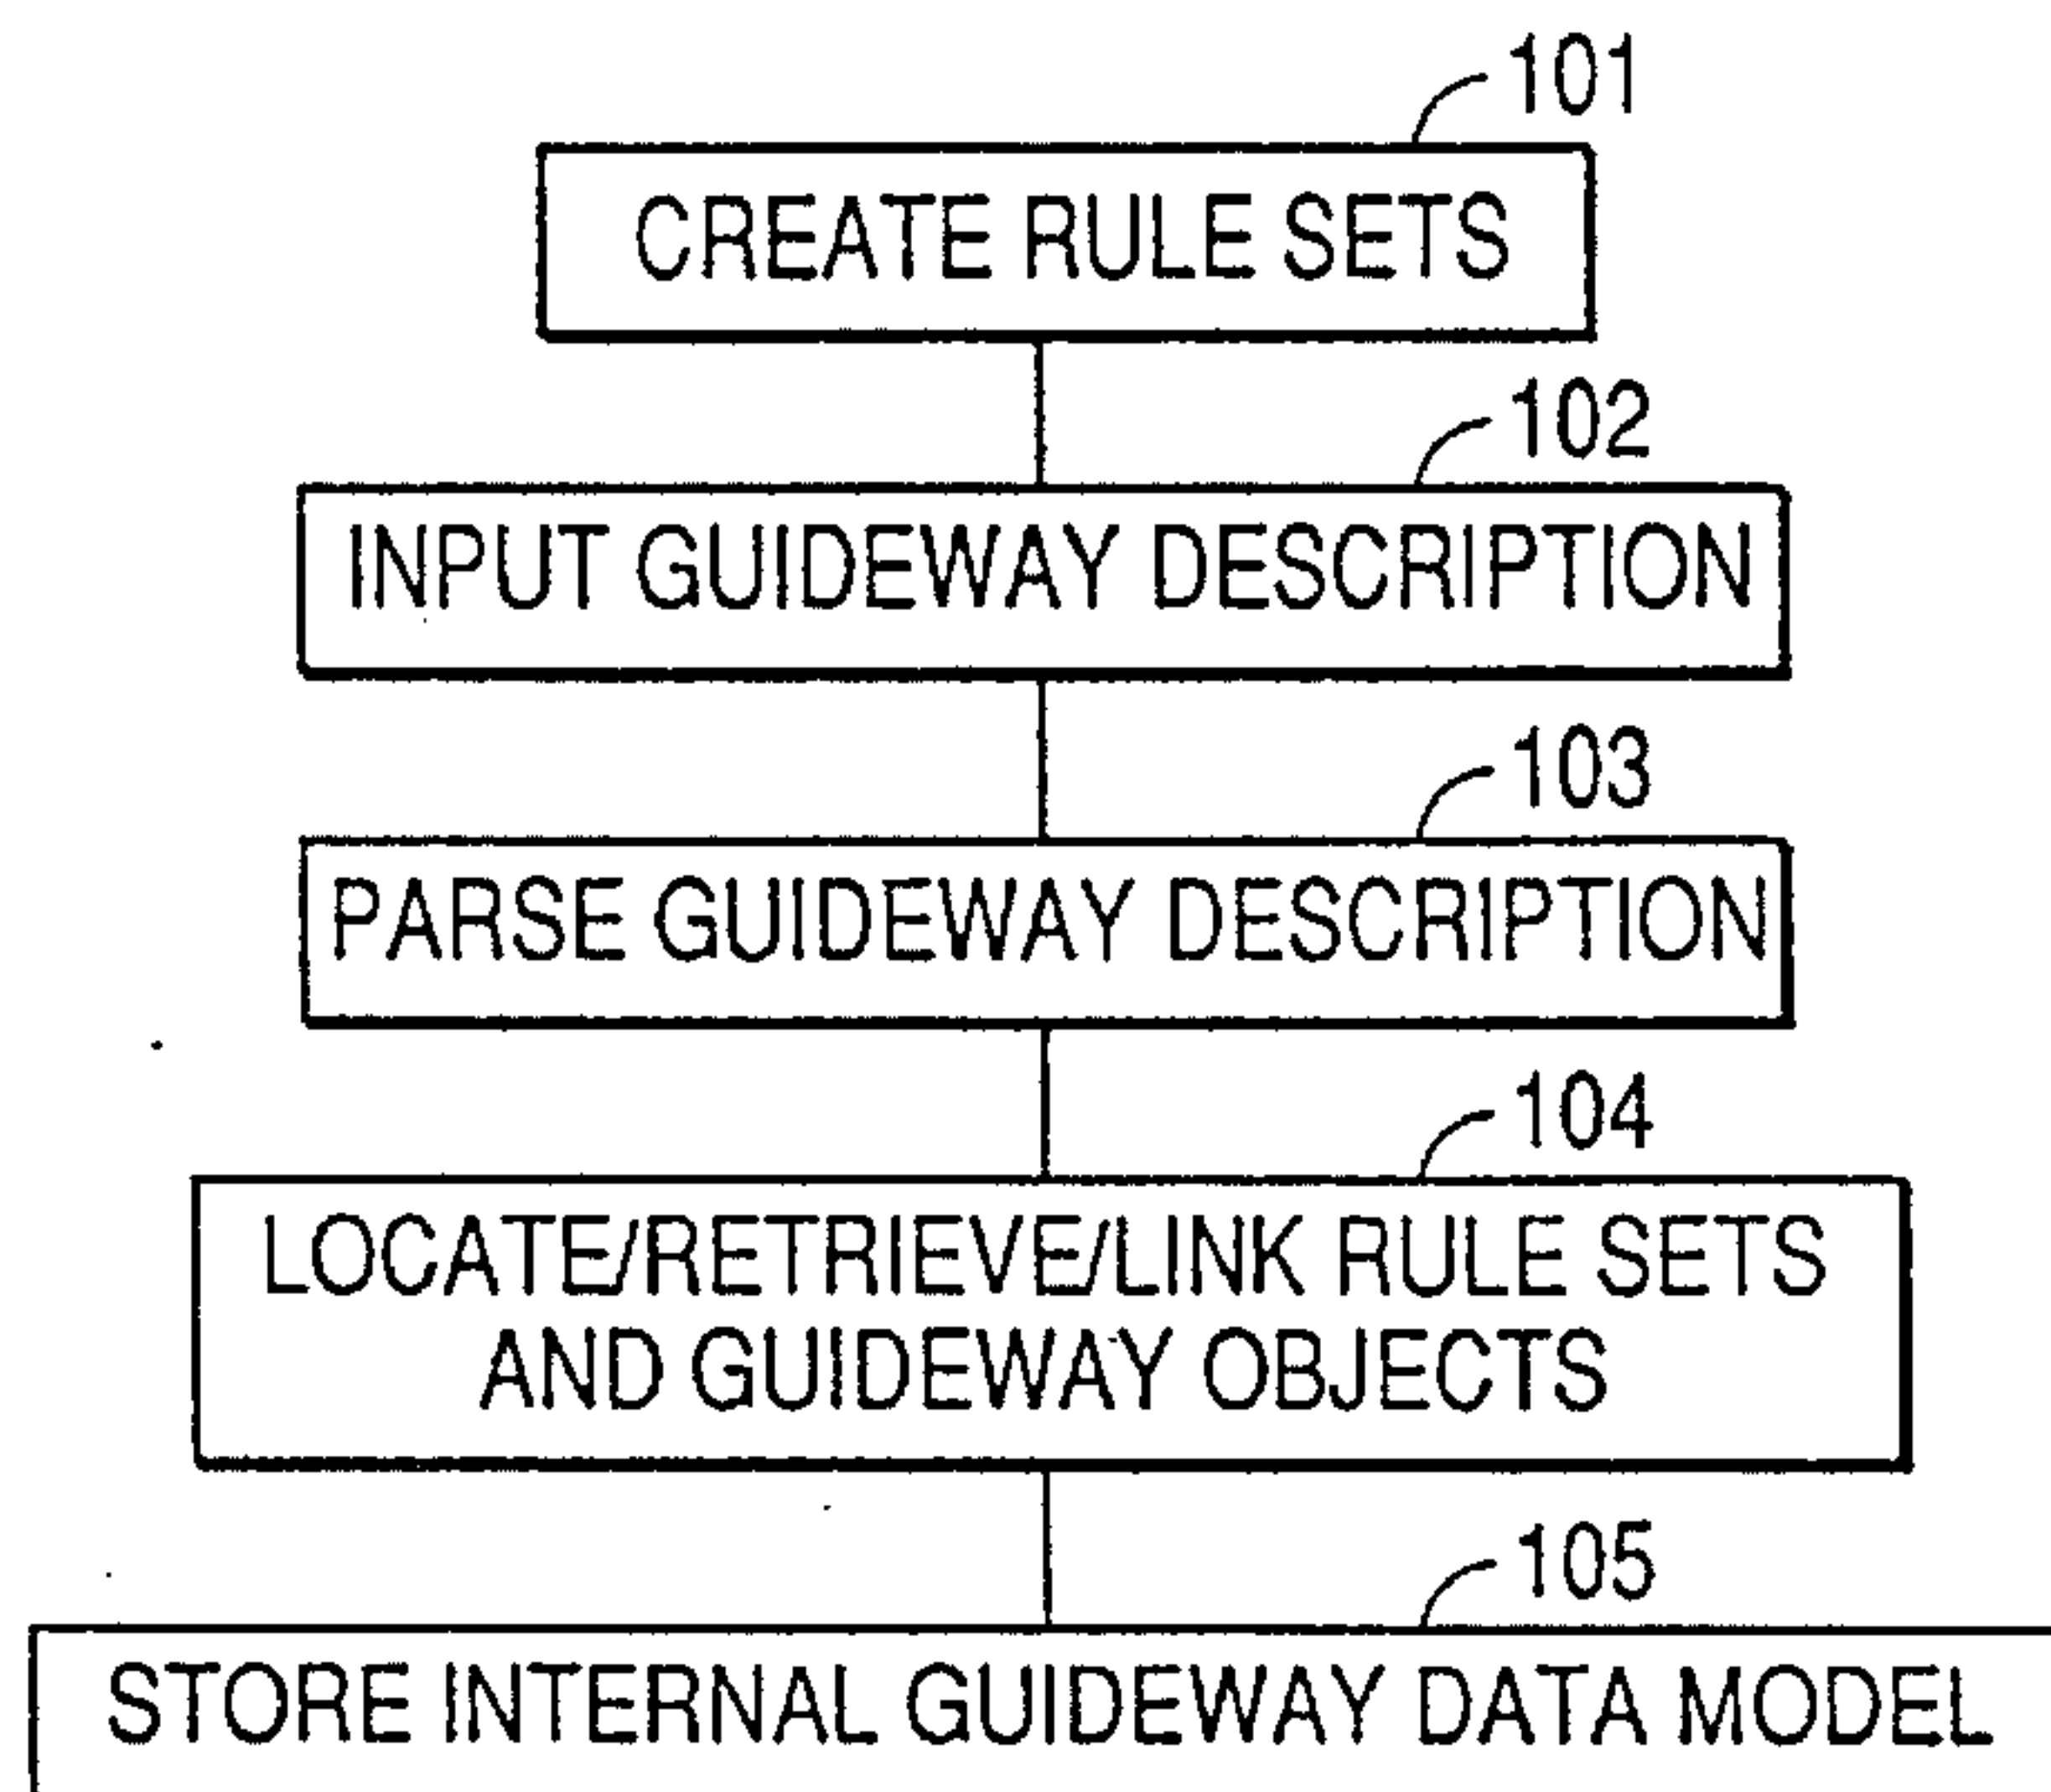 101
CREATE RULE SETS
102
INPUT GUIDEWAY DESCRIPTION
103
PARSE GUIDEWAY DESCRIPTION
104
LOCATE/RETRIEVE/LINK RULE SETS
AND GUIDEWAY OBJECTS
105
STORE INTERNAL GUIDEWAY DATA MODEL